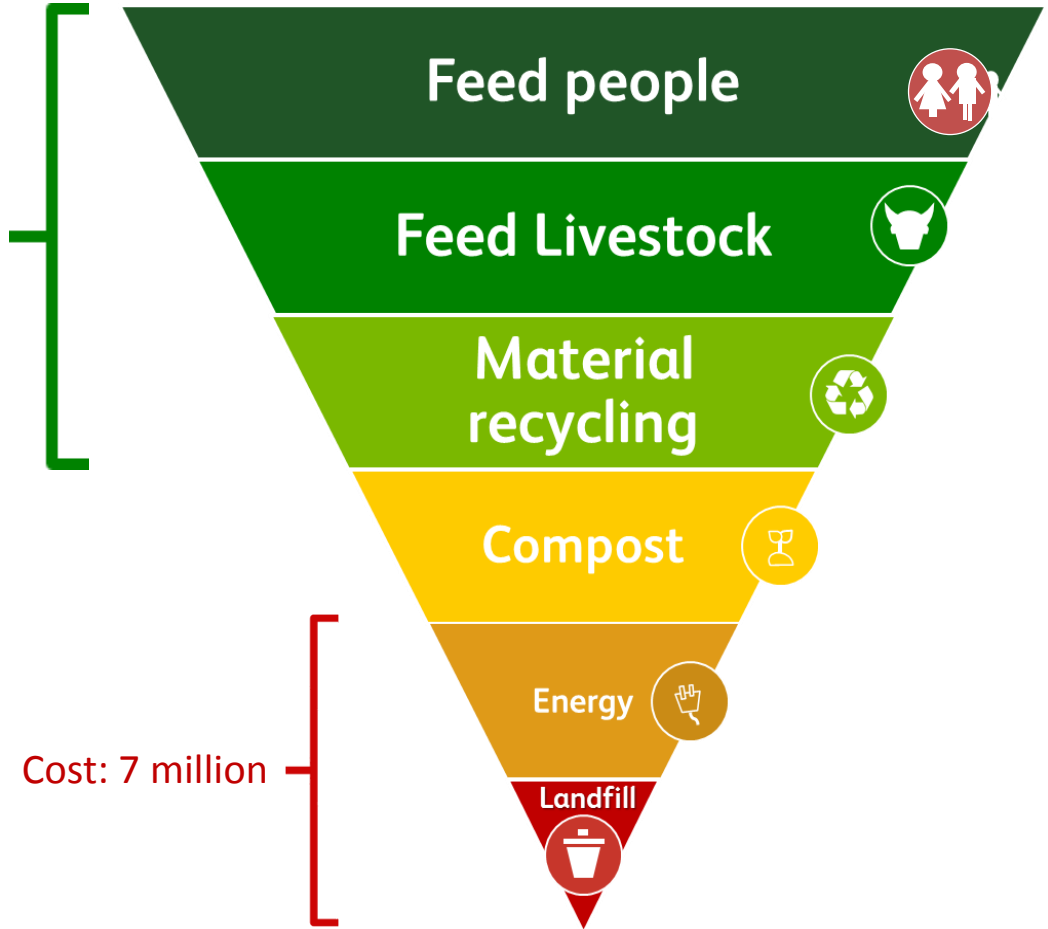 Feed people
Feed Livestock
Material
recycling
Compost
Energy
Cost: 7 million
Landfill